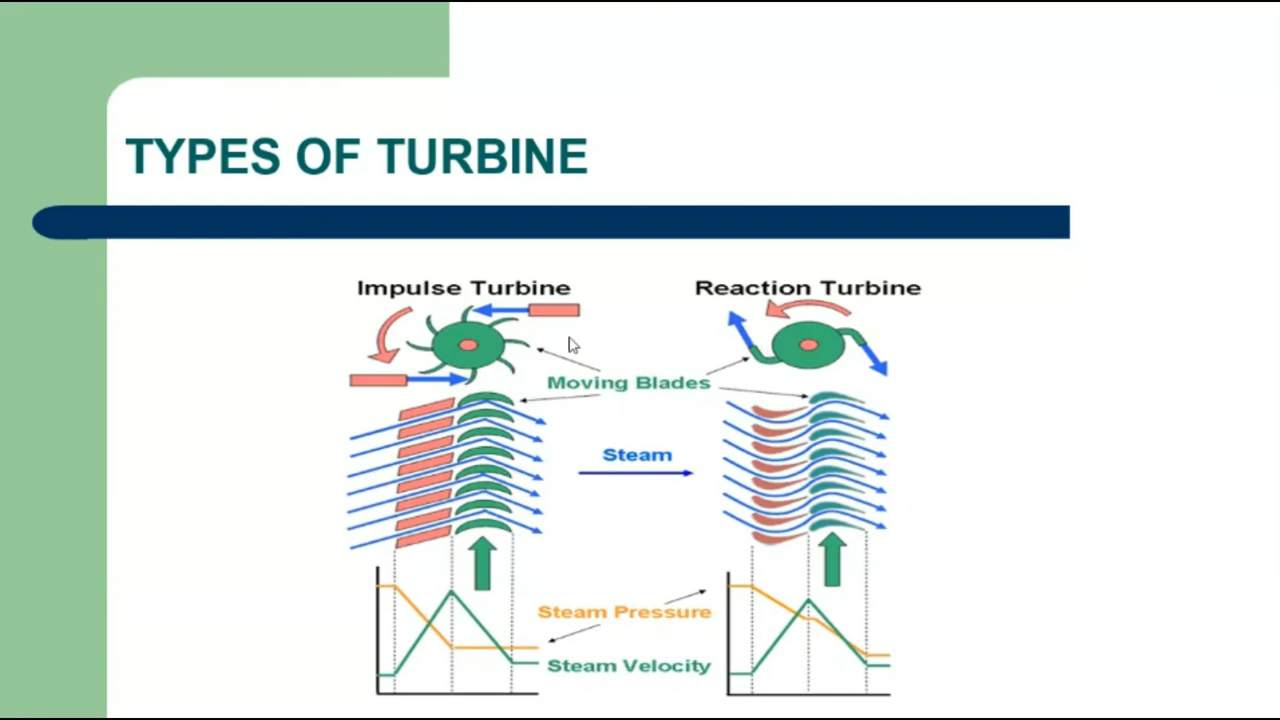 TYPES OF TURBINE
Impulse Turbine
Reaction Turbine
Moving Blades
Steam
Steam Pressure
Steam Velocity